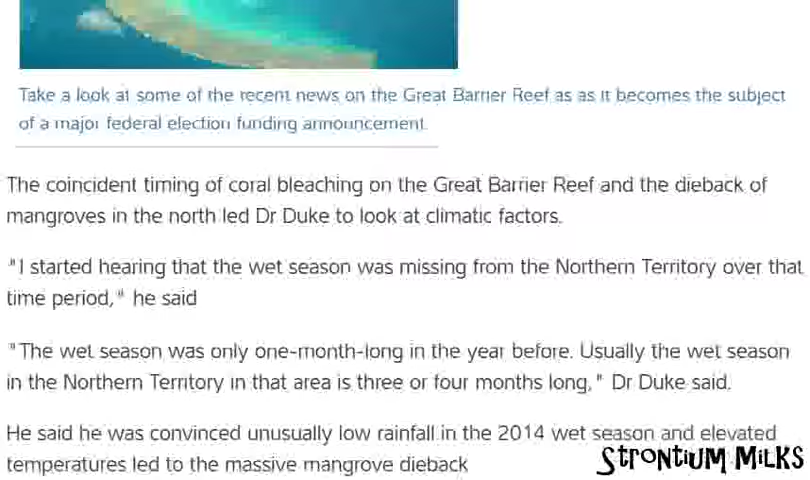 Take a look at some of the recent news on the Great Barrier Reef as as it becomes the subject
of a major federal election funding announcement.
The coincident timing of coral bleaching on the Great Barrier Reef and the dieback of
mangroves in the north led Dr Duke to look at climatic factors.
"I started hearing that the wet season was missing from the Northern Territory over that
time period," he said
"The wet season was only one-month-long in the year before. Usually the wet season
in the Northern Territory in that area is three or four months long," Dr Duke said.
He said he was convinced unusually low rainfall in the 2014 wet season and elevated
temperatures led to the massive mangrove dieback
Strontium Milks